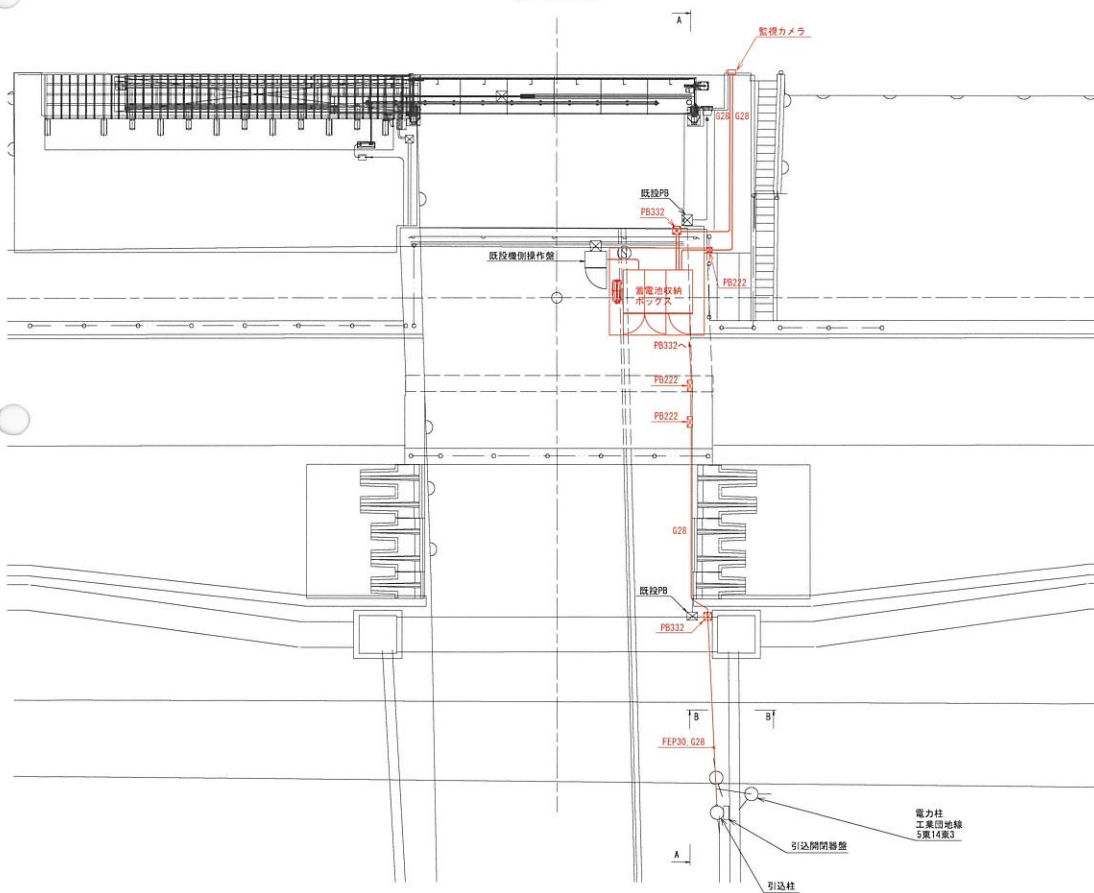 A
監視カメラ
G28
G28
既設PB
PB332
既設機側操作盤
PB222
蓄電池収納
ボックス
PB332へ
PB222
PB222
G28
既設PB
PB332
B
B
FEP30, G28
電力柱
工業団地線
5東14東3
引込開閉器盤
A
引込柱